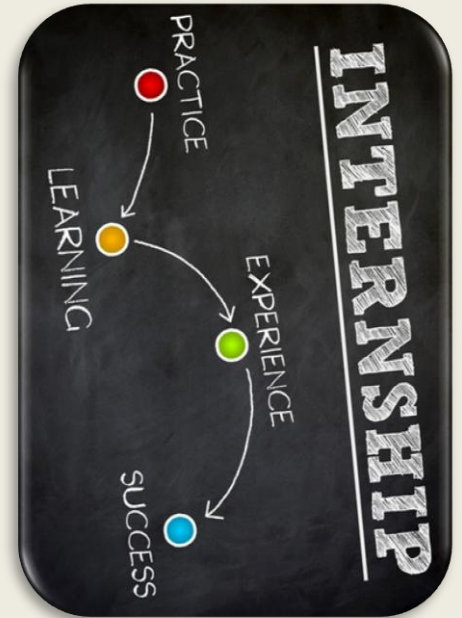 INTERNSHIP
PRACTICE
LEARNING
EXPERIENCE
SUCCESS